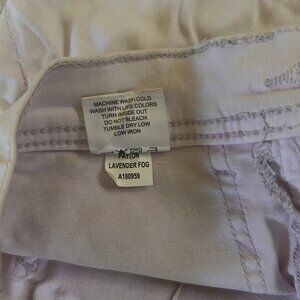 MACHINE WASH COLD
WASH WITH LIKE COLORS
TURN INSIDE OUT
DO NOT BLEACH
TUMBLE DRY LOW
LOW IRON
PAYTON
LAVENDER FOG
A180959